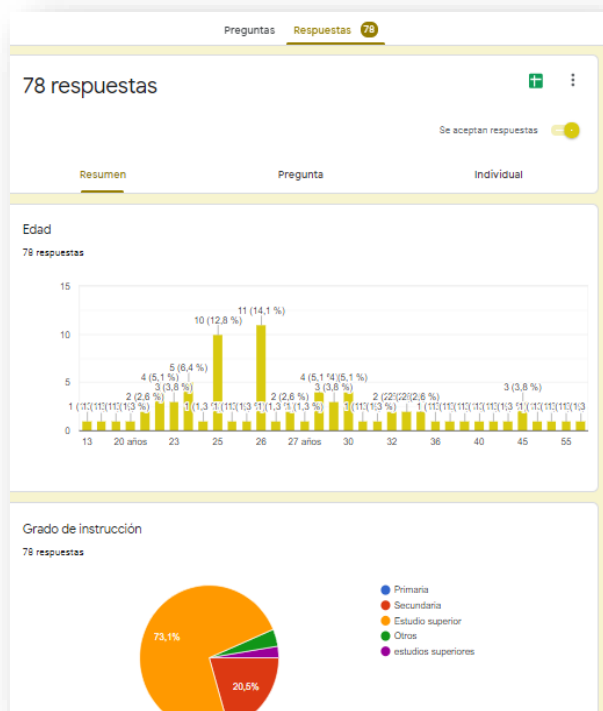 Preguntas Respuestas 78
78 respuestas
Se aceptan respuestas
Resumen Pregunta Individual
Edad
78 respuestas
15
11 (14,1 %)
10 (12,8 %)
10
5 (6,4 %)
4 (5,1 %) 4 (5,1 %)
3 (3,8 %) 3 (3,8 %) 3 (3,8 %)
5
2 (2,6 %) 2 (2,6 %)
0
13 20 años 23 25 26 27 años 30 32 36 40 45 55
Grado de instrucción
78 respuestas
Primaria
Secundaria
Estudio superior
Otros
estudios superiores
73,1%
20,5%